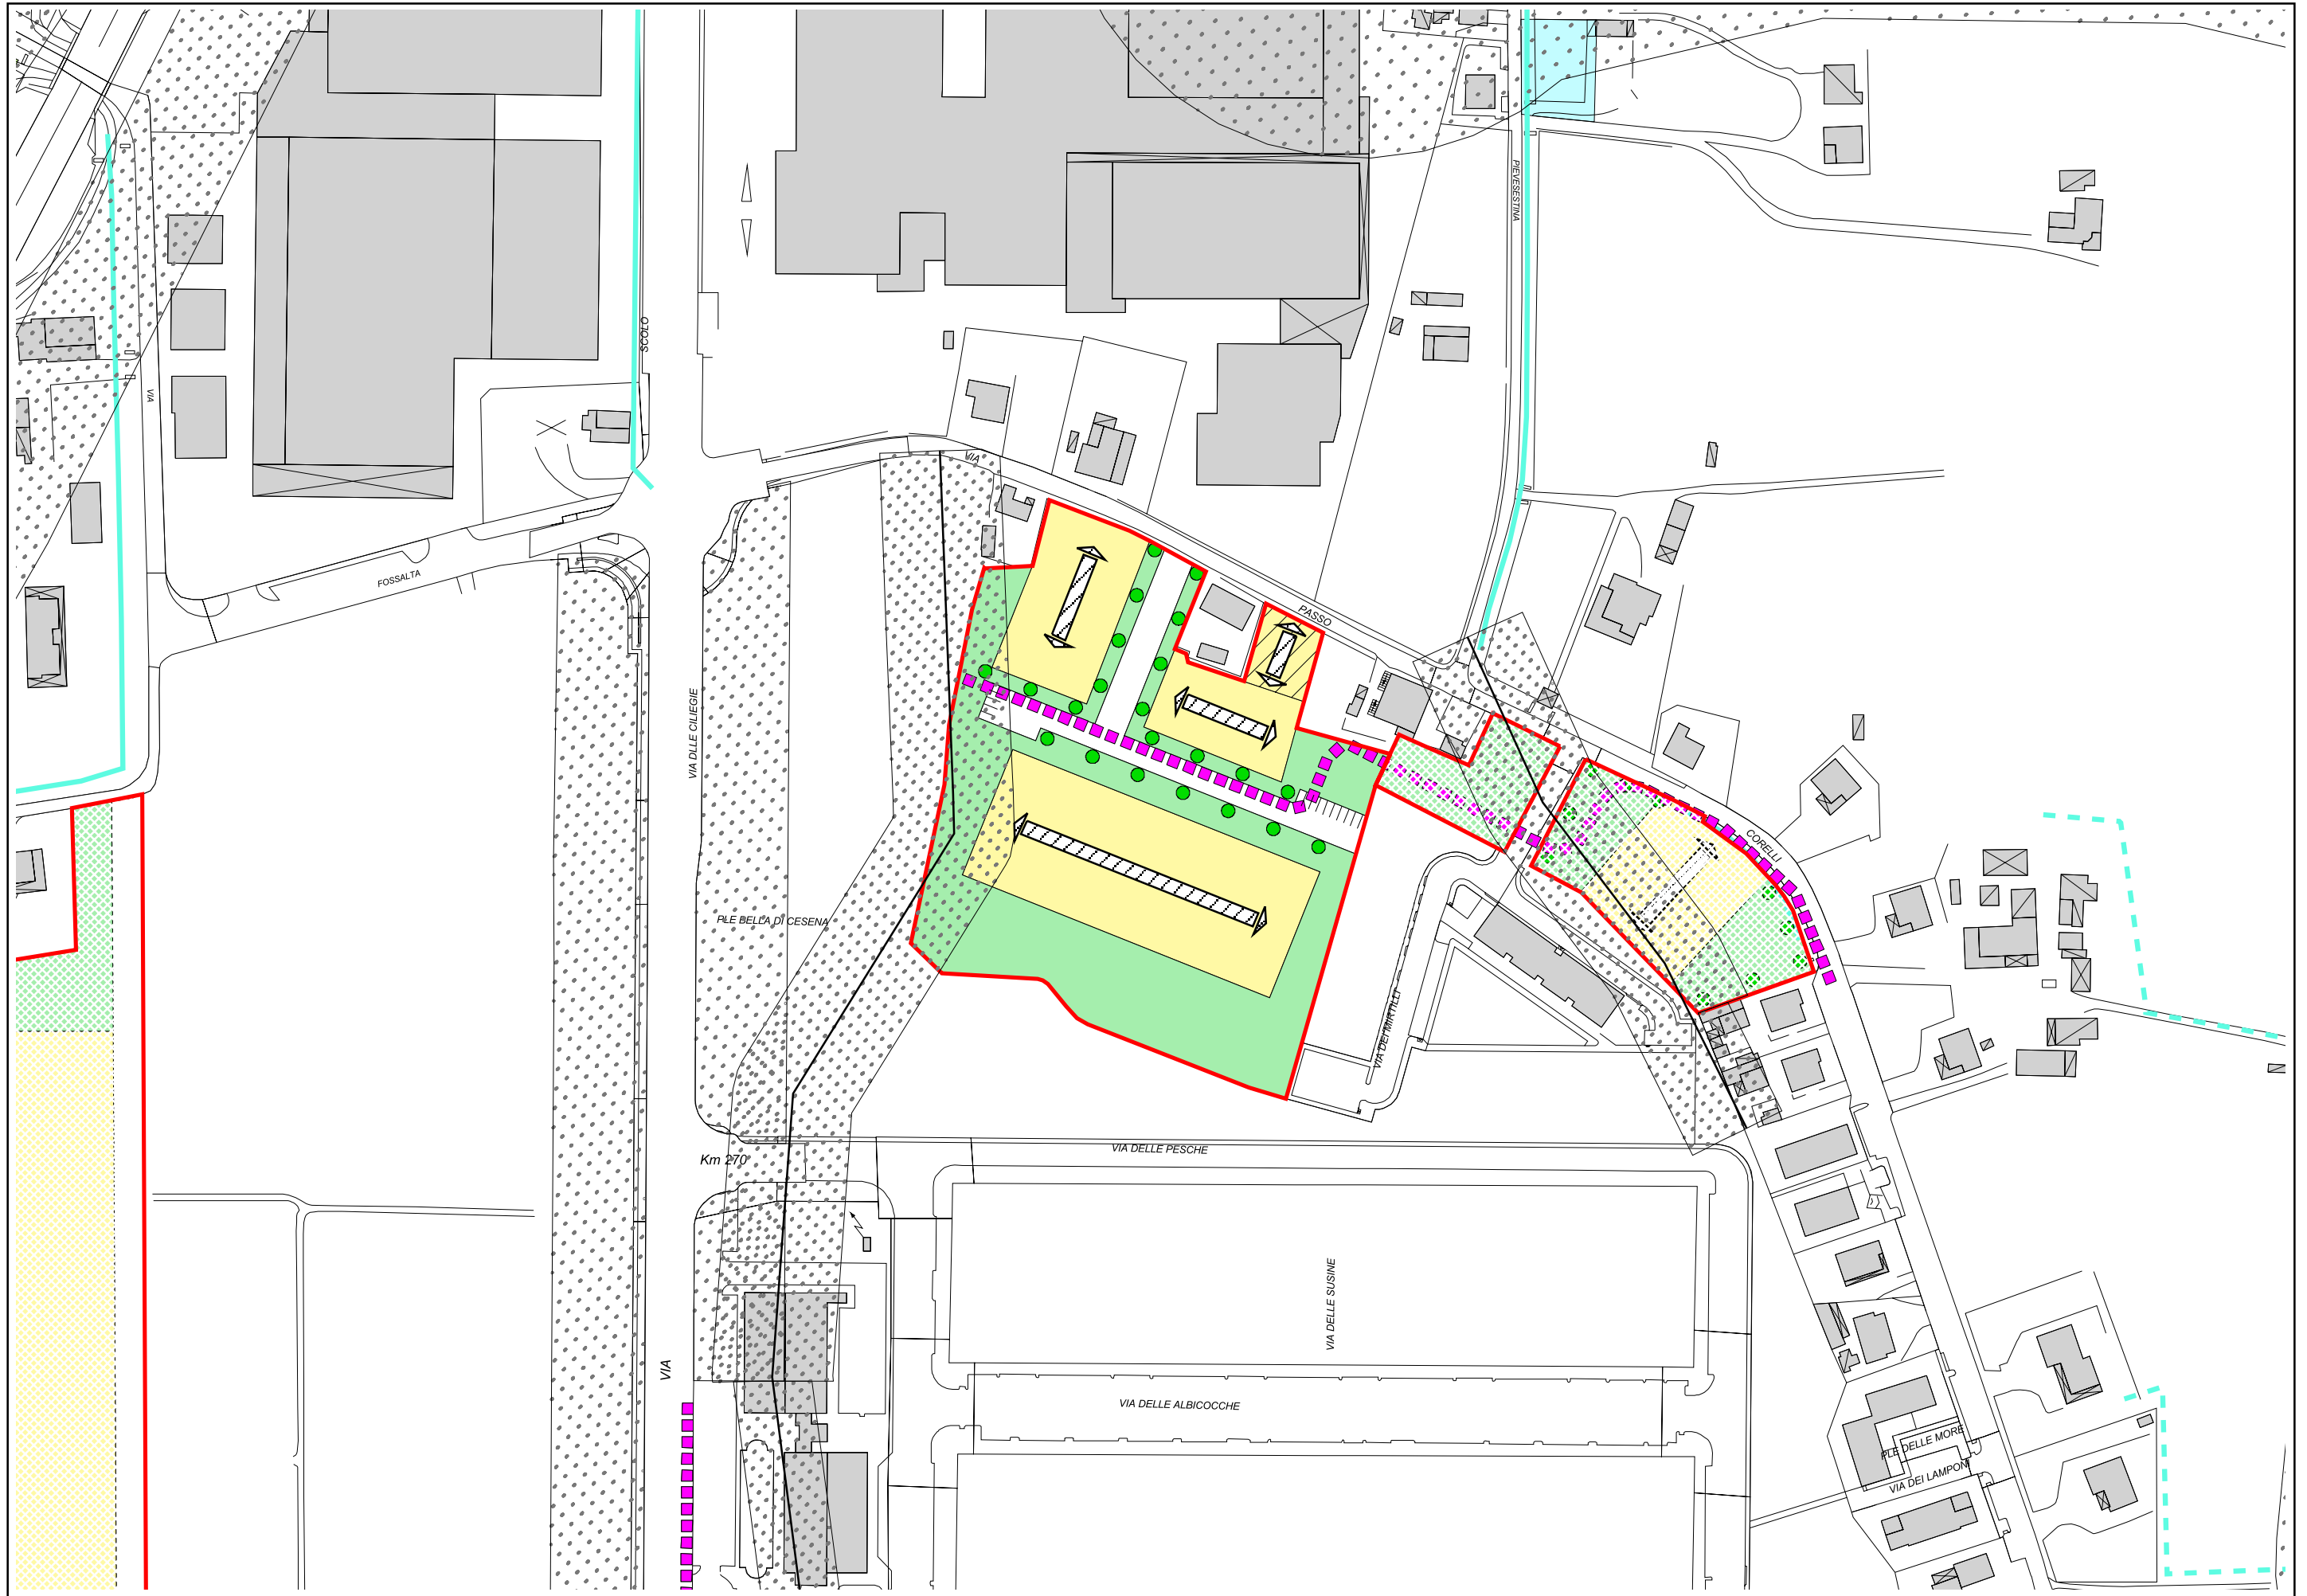 PIEVESESTINA
SCOLO
VIA
VIA
FOSSALTA
PASSO
VIA DLLE CILIEGIE
CORELLI
PLE BELLA DI CESENA
VIA DEI MIRTILLI
VIA DELLE PESCHE
Km 270
VIA DELLE SUSINE
VIA
VIA DELLE ALBICOCCHE
PLE DELLE MORE
VIA DEI LAMPONI